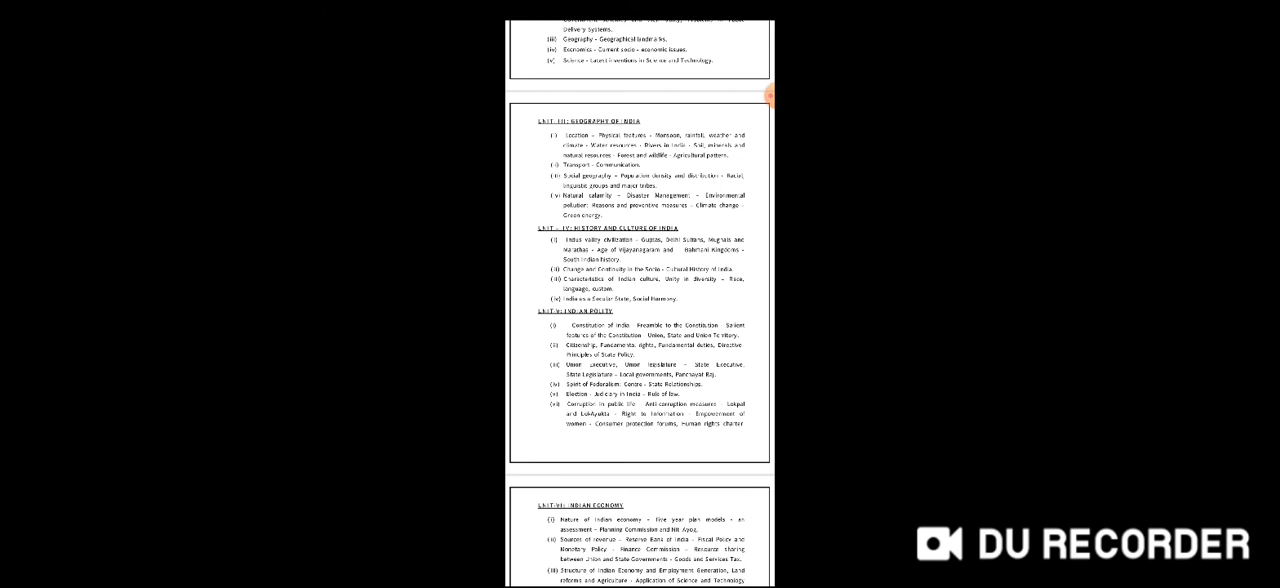 Delivery Systems.
(iii) Geography - Geographical landmarks.
(iv) Economics - Current socio - economic issues.
(v) Science - Latest inventions in Science and Technology.
UNIT- III: GEOGRAPHY OF INDIA
(i) Location - Physical features - Monsoon, rainfall, weather and
climate - Water resources - Rivers in India - Soil, minerals and
natural resources - Forest and wildlife - Agricultural pattern.
(ii) Transport - Communication.
(iii) Social geography – Population density and distribution - Racial,
linguistic groups and major tribes.
(iv) Natural calamity – Disaster Management – Environmental
pollution: Reasons and preventive measures – Climate change –
Green energy.
UNIT – IV: HISTORY AND CULTURE OF INDIA
(i) Indus valley civilization - Guptas, Delhi Sultans, Mughals and
Marathas - Age of Vijayanagaram and Bahmani Kingdoms -
South Indian history.
(ii) Change and Continuity in the Socio - Cultural History of India.
(iii) Characteristics of Indian culture, Unity in diversity – Race,
language, custom.
(iv) India as a Secular State, Social Harmony.
UNIT-V: INDIAN POLITY
(i) Constitution of India - Preamble to the Constitution - Salient
features of the Constitution - Union, State and Union Territory.
(ii) Citizenship, Fundamental rights, Fundamental duties, Directive
Principles of State Policy.
(iii) Union Executive, Union legislature – State Executive,
State Legislature – Local governments, Panchayat Raj.
(iv) Spirit of Federalism: Centre - State Relationships.
(v) Election - Judiciary in India – Rule of law.
(vi) Corruption in public life – Anti-corruption measures – Lokpal
and LokAyukta - Right to Information - Empowerment of
women - Consumer protection forums, Human rights charter
UNIT-VI: INDIAN ECONOMY
(i) Nature of Indian economy – Five year plan models - an
assessment – Planning Commission and Niti Ayog.
(ii) Sources of revenue – Reserve Bank of India – Fiscal Policy and
Monetary Policy - Finance Commission – Resource sharing
between Union and State Governments - Goods and Services Tax.
(iii) Structure of Indian Economy and Employment Generation, Land
reforms and Agriculture - Application of Science and Technology
DU RECORDER